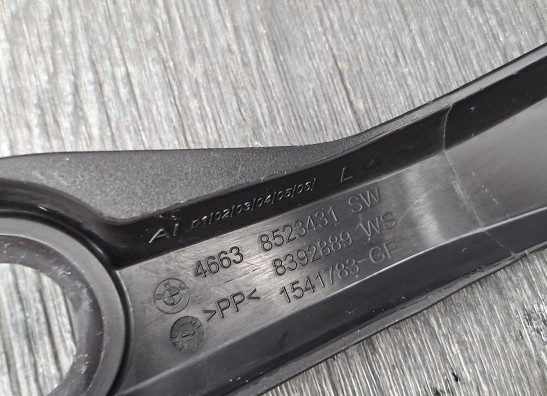 AI 01/02/03/04/05/06/ L
4663 8523431 SW
8392889 WS
>PP< 1541783-GF